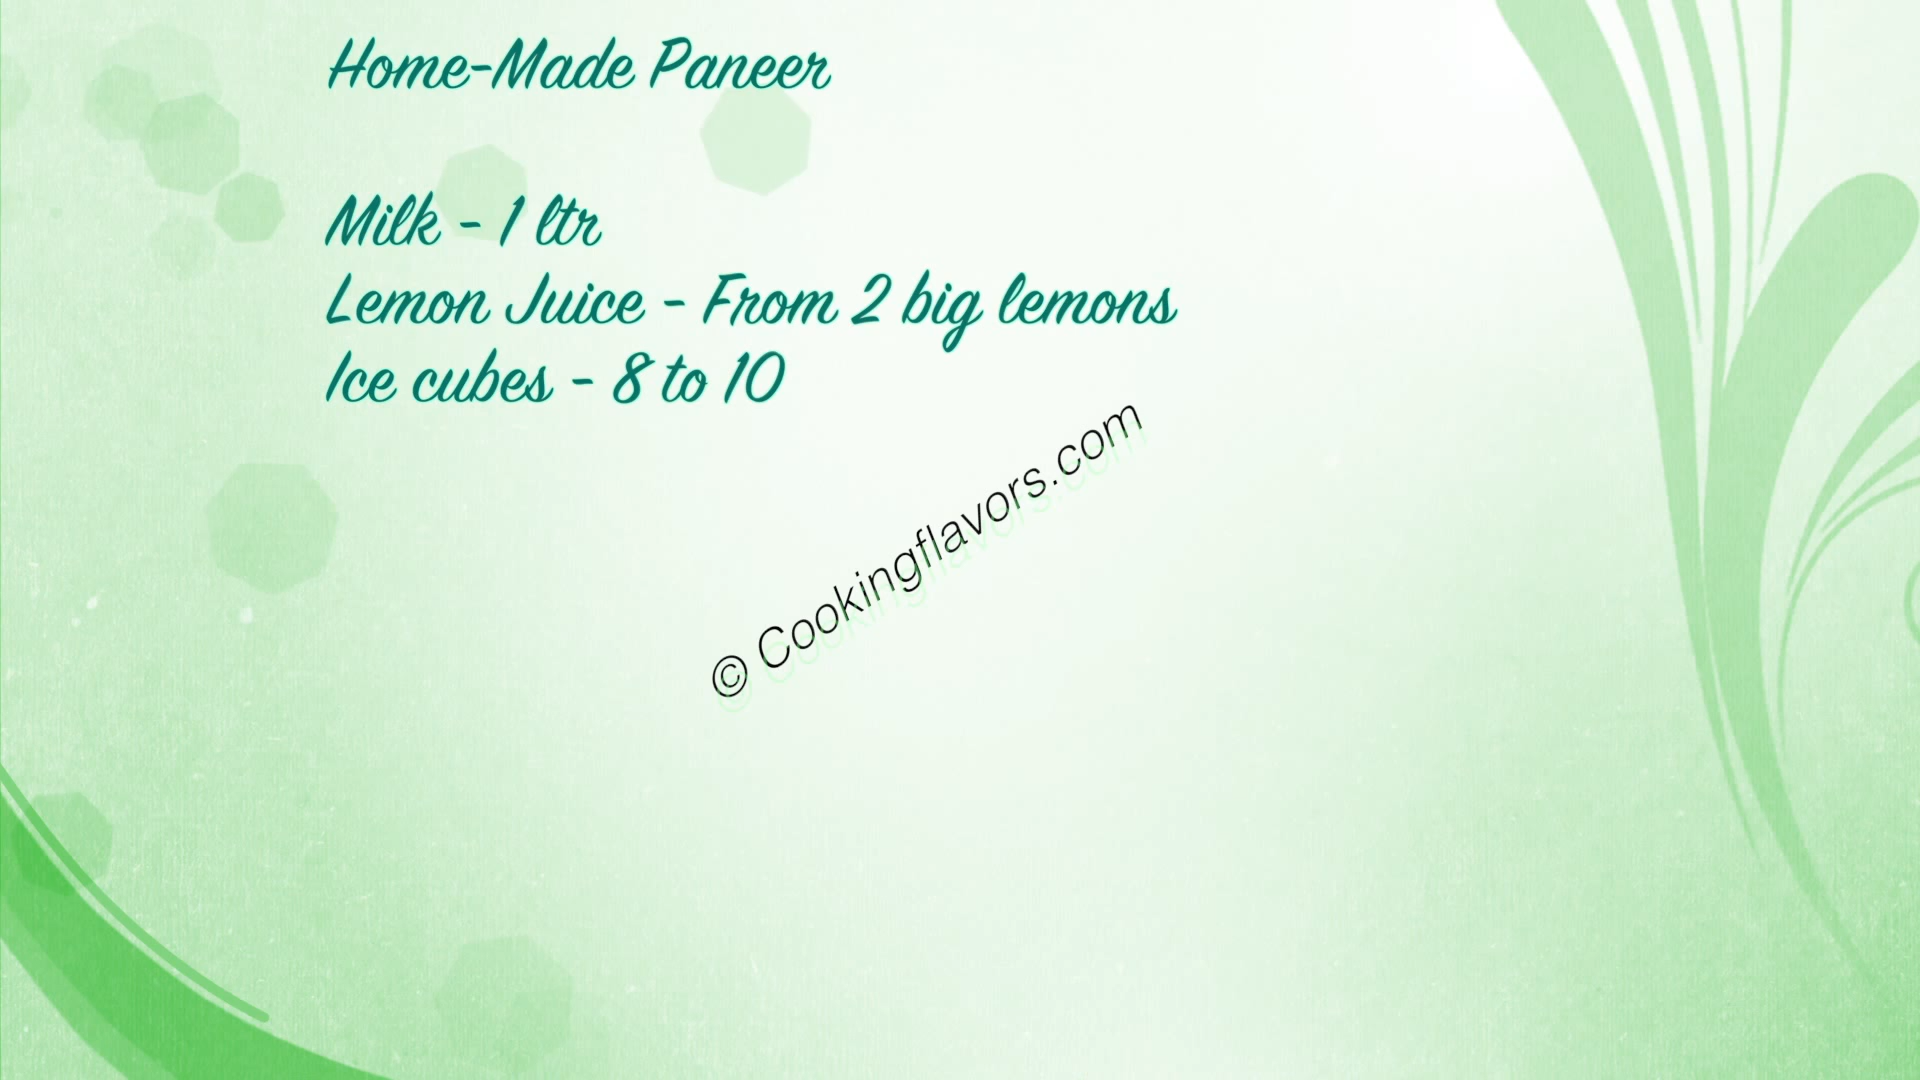 Home-Made Paneer
Milk - 1 ltr
Lemon Juice - From 2 big lemons
Ice cubes - 8 to 10
© Cookingflavors.com